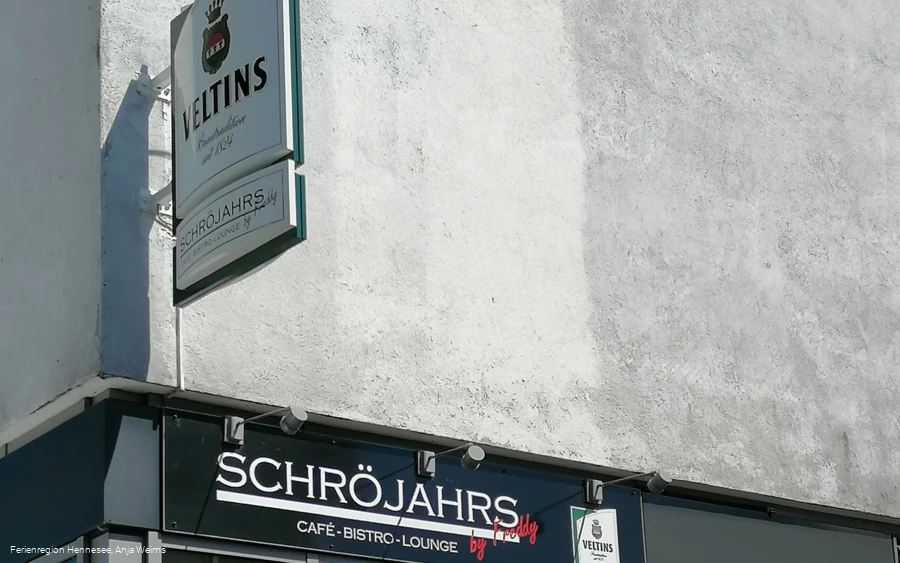 VELTINS
Brautradition
seit 1824
SCHRÖJAHRS
by Freddy
CAFÉ-BISTRO-LOUNGE
SCHRÖJAHRS
by Freddy
CAFÉ-BISTRO-LOUNGE
VELTINS
Ferienregion Hennesee, Anja Wiems